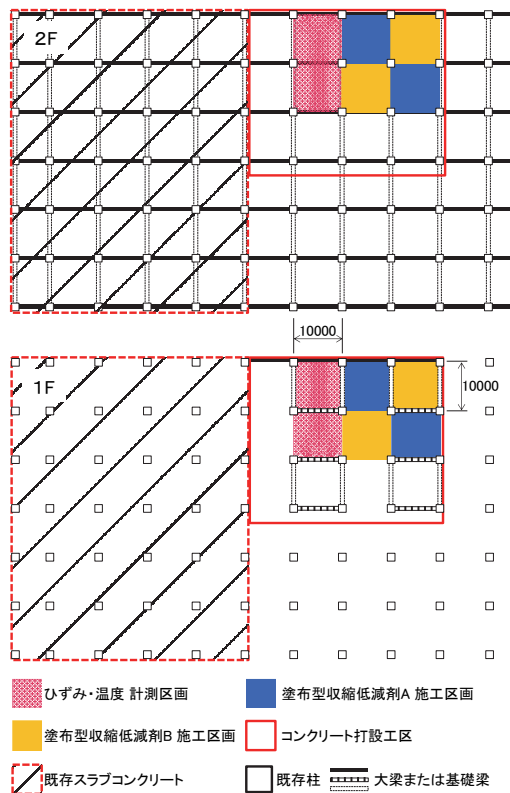 2F
10000
1F
10000
ひずみ・温度 計測区画
塗布型収縮低減剤A 施工区画
塗布型収縮低減剤B 施工区画
コンクリート打設工区
既存スラブコンクリート
既存柱
大梁または基礎梁